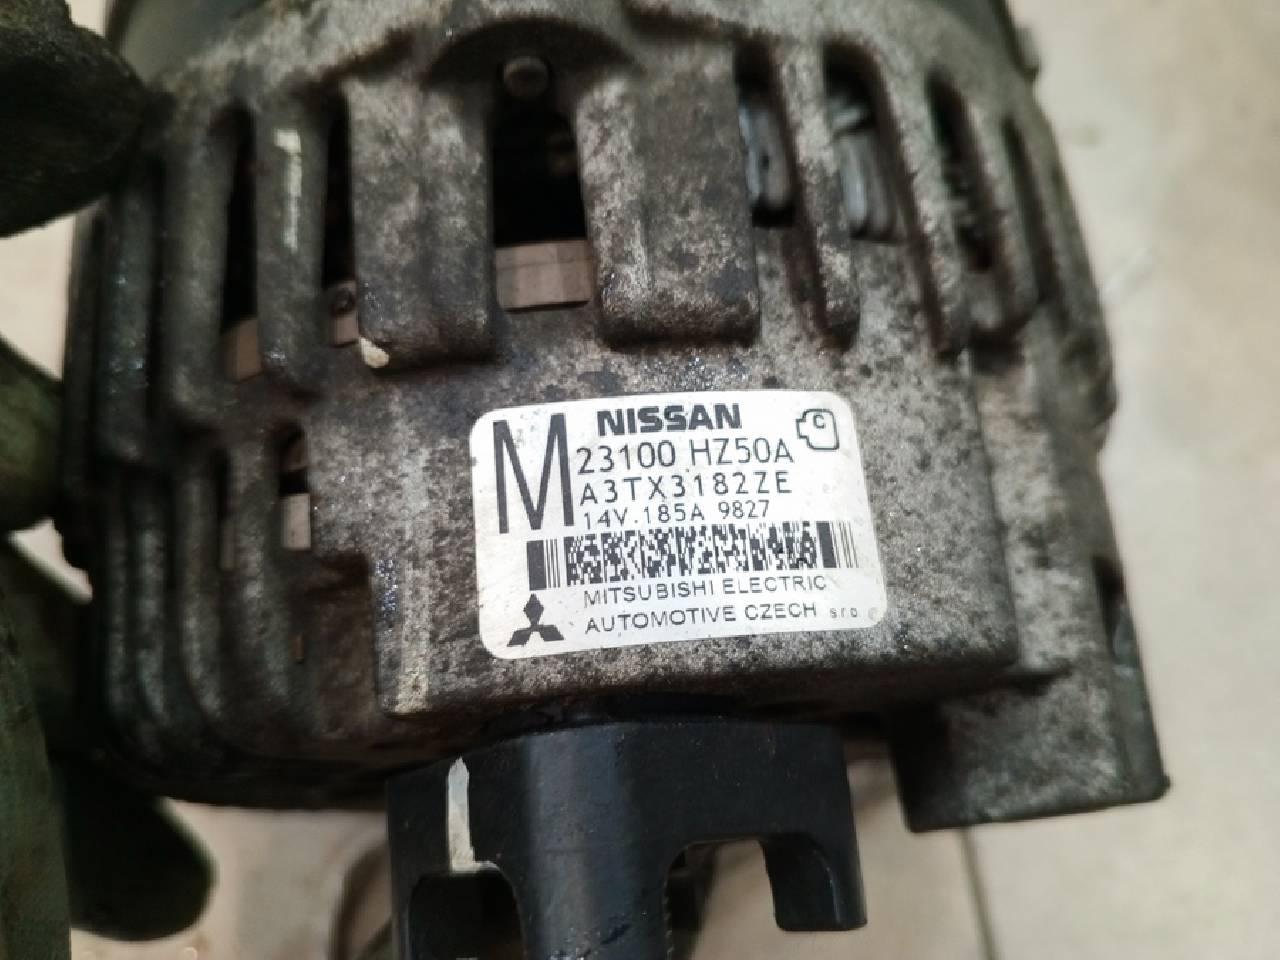 M
NISSAN
C
23100 HZ50A
A3TX3182ZE
14V.185A 9827
MITSUBISHI ELECTRIC
AUTOMOTIVE CZECH s.r.o.